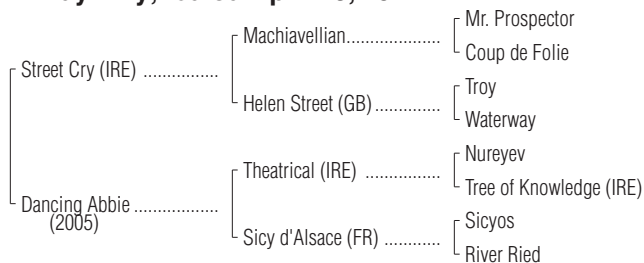 Mr. Prospector
Machiavellian....................
Coup de Folie
Street Cry (IRE) ................
Troy
Helen Street (GB)..............
Waterway
Nureyev
Theatrical (IRE) ................
Tree of Knowledge (IRE)
Dancing Abbie ..................
(2005)
Sicyos
Sicy d'Alsace (FR) ............
River Ried